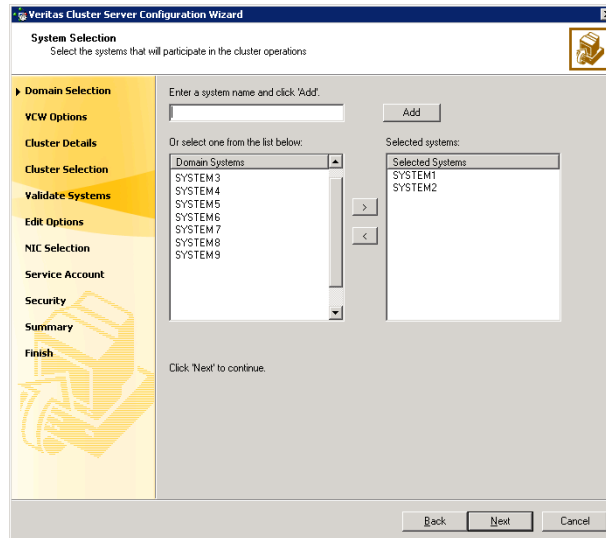 Veritas Cluster Server Configuration Wizard
System Selection
Select the systems that will participate in the cluster operations
Domain Selection
VCW Options
Cluster Details
Cluster Selection
Validate Systems
Edit Options
NIC Selection
Service Account
Security
Summary
Finish
Enter a system name and click 'Add'.
Add
Or select one from the list below:
Domain Systems
SYSTEM3
SYSTEM4
SYSTEM5
SYSTEM6
SYSTEM7
SYSTEM8
SYSTEM9
>
<
Selected systems:
Selected Systems
SYSTEM1
SYSTEM2
Click 'Next' to continue.
Back
Next
Cancel